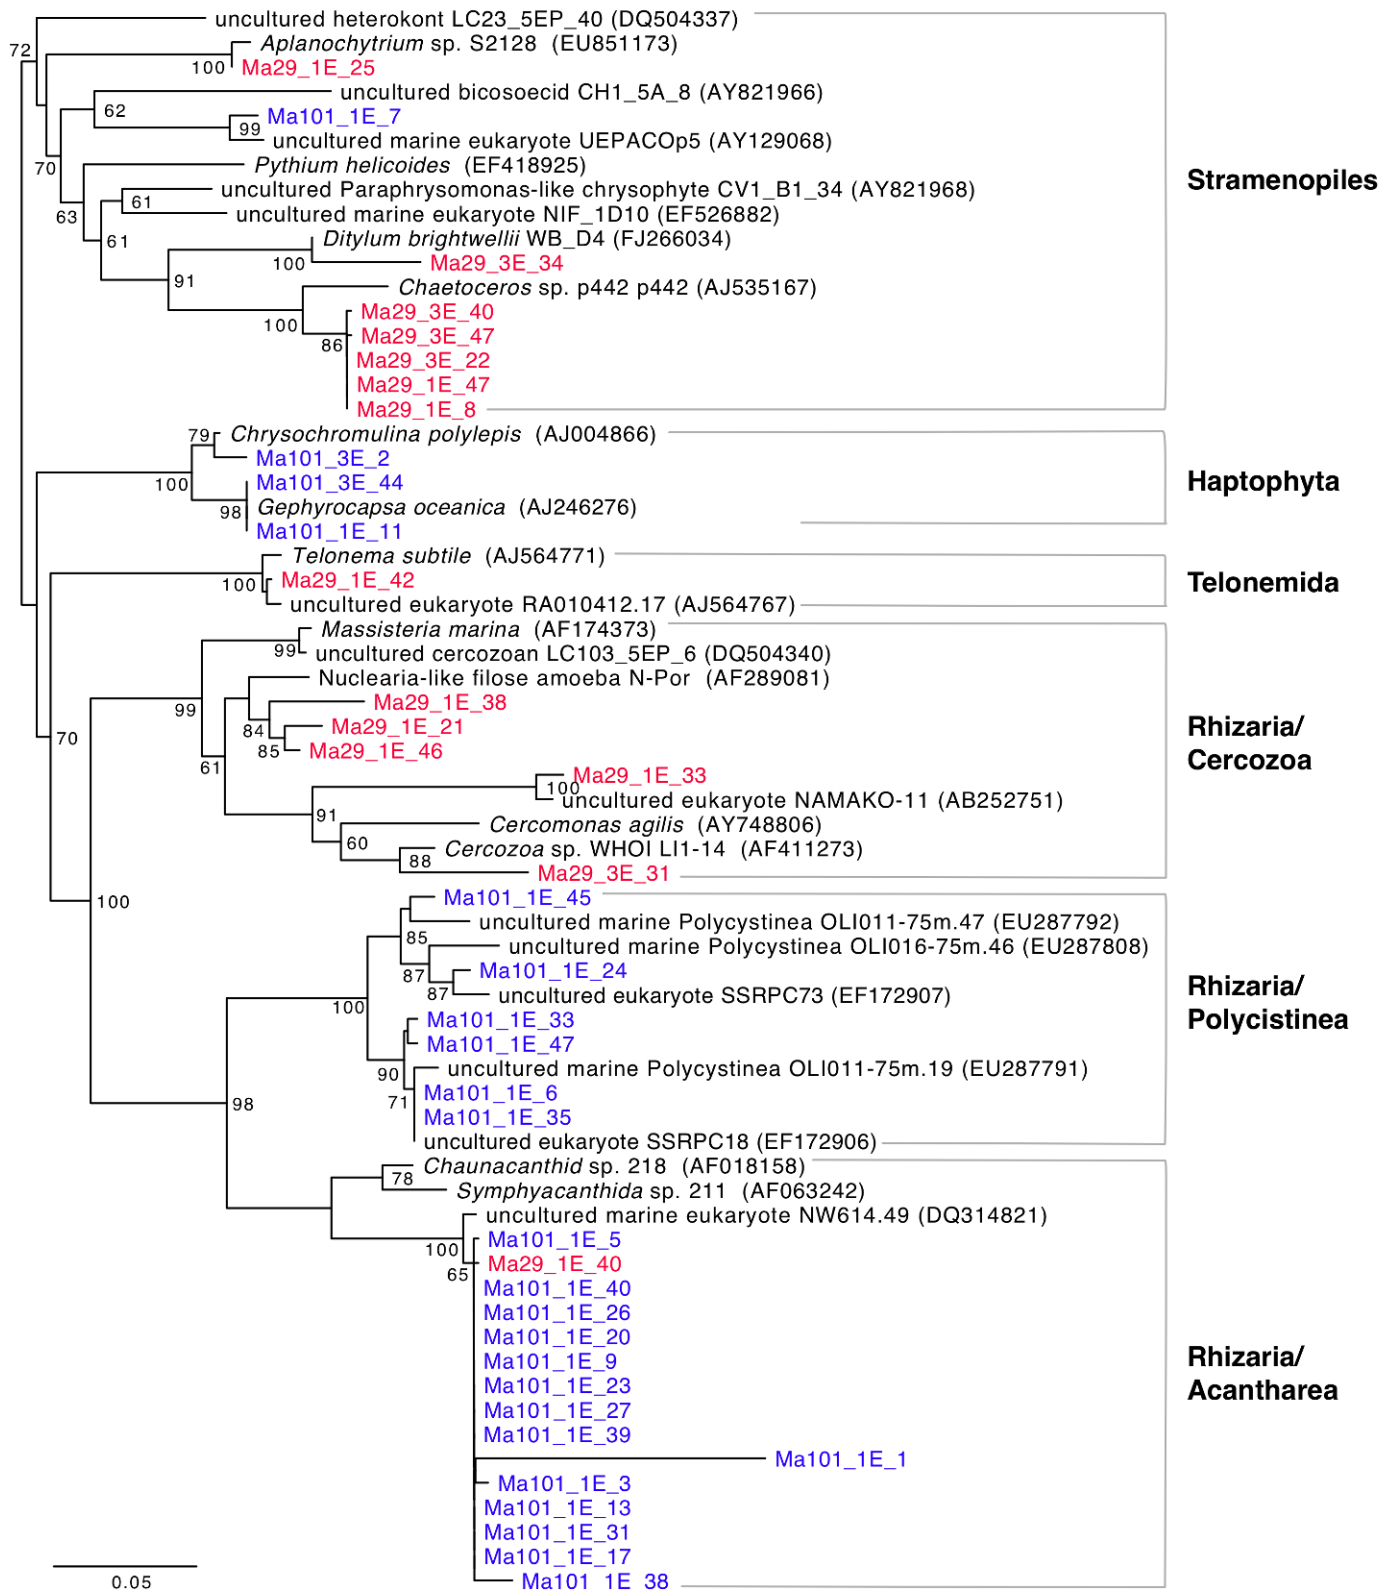 uncultured heterokont LC23_5EP_40 (DQ504337)
72
Aplanochytrium sp. S2128 (EU851173)
100
Ma29_1E_25
uncultured bicosoecid CH1_5A_8 (AY821966)
62
Ma101_1E_7
99
uncultured marine eukaryote UEPACOp5 (AY129068)
70
Pythium helicoides (EF418925)
Stramenopiles
uncultured Paraphrysomonas-like chrysophyte CV1_B1_34 (AY821968)
61
63
uncultured marine eukaryote NIF_1D10 (EF526882)
61
Ditylum brightwellii WB_D4 (FJ266034)
100
Ma29_3E_34
91
Chaetoceros sp. p442 p442 (AJ535167)
Ma29_3E_40
100
Ma29_3E_47
86
Ma29_3E_22
Ma29_1E_47
Ma29_1E_8
79
Chrysochromulina polylepis (AJ004866)
Ma101_3E_2
100
Ma101_3E_44
Haptophyta
98
Gephyrocapsa oceanica (AJ246276)
Ma101_1E_11
Telonema subtile (AJ564771)
100
Ma29_1E_42
Telonemida
uncultured eukaryote RA010412.17 (AJ564767)
Massisteria marina (AF174373)
99
uncultured cercozoan LC103_5EP_6 (DQ504340)
Nuclearia-like filose amoeba N-Por (AF289081)
99
Ma29_1E_38
84
Ma29_1E_21
Rhizaria/
Cercozoa
70
85
Ma29_1E_46
61
Ma29_1E_33
100
uncultured eukaryote NAMAKO-11 (AB252751)
91
Cercomonas agilis (AY748806)
60
Cercozoa sp. WHOI LI1-14 (AF411273)
88
Ma29_3E_31
100
Ma101_1E_45
uncultured marine Polycystinea OLI011-75m.47 (EU287792)
85
uncultured marine Polycystinea OLI016-75m.46 (EU287808)
87
Ma101_1E_24
87
uncultured eukaryote SSRPC73 (EF172907)
Rhizaria/
Polycistinea
100
Ma101_1E_33
Ma101_1E_47
90
uncultured marine Polycystinea OLI011-75m.19 (EU287791)
71
Ma101_1E_6
98
Ma101_1E_35
uncultured eukaryote SSRPC18 (EF172906)
Chaunacanthid sp. 218 (AF018158)
78
Symphyacanthida sp. 211 (AF063242)
uncultured marine eukaryote NW614.49 (DQ314821)
100
Ma101_1E_5
65
Ma29_1E_40
Ma101_1E_40
Ma101_1E_26
Ma101_1E_20
Ma101_1E_9
Rhizaria/
Acantharea
Ma101_1E_23
Ma101_1E_27
Ma101_1E_39
Ma101_1E_1
Ma101_1E_3
Ma101_1E_13
Ma101_1E_31
Ma101_1E_17
Ma101_1E_38
0.05